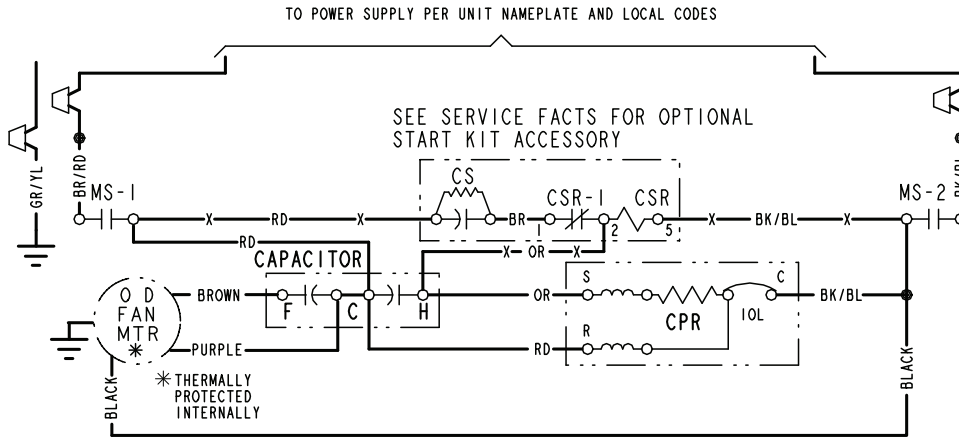 TO POWER SUPPLY PER UNIT NAMEPLATE AND LOCAL CODES
SEE SERVICE FACTS FOR OPTIONAL
START KIT ACCESSORY
GR/YL
BR/RD
MS-1
CS
CSR-1
CSR
MS-2
X RD X
BR
1
2
5
X BK/BL X
RD
X OR X
CAPACITOR
O D
FAN
MTR
*
BROWN
F
C
H
OR
S
C
CPR
IOL
BK/BL
R
PURPLE
RD
* THERMALLY
PROTECTED
INTERNALLY
BLACK
BLACK